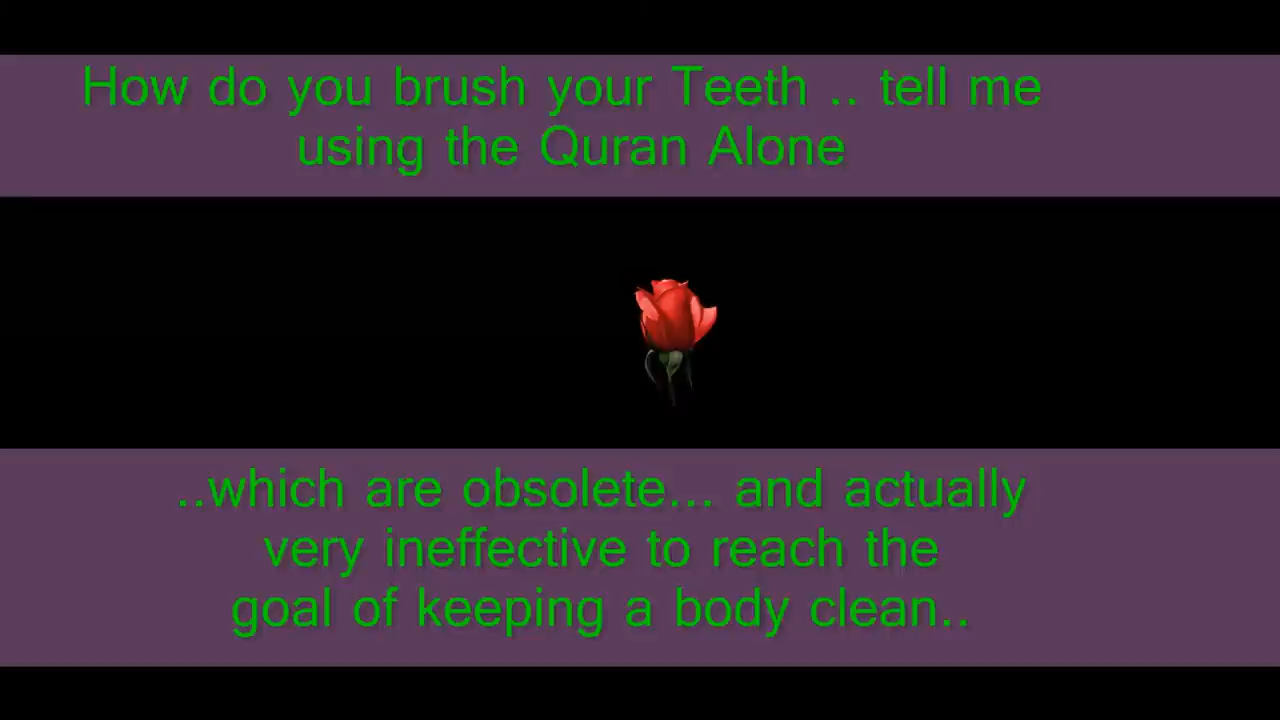 How do you brush your Teeth .. tell me
using the Quran Alone
..which are obsolete... and actually
very ineffective to reach the
goal of keeping a body clean..